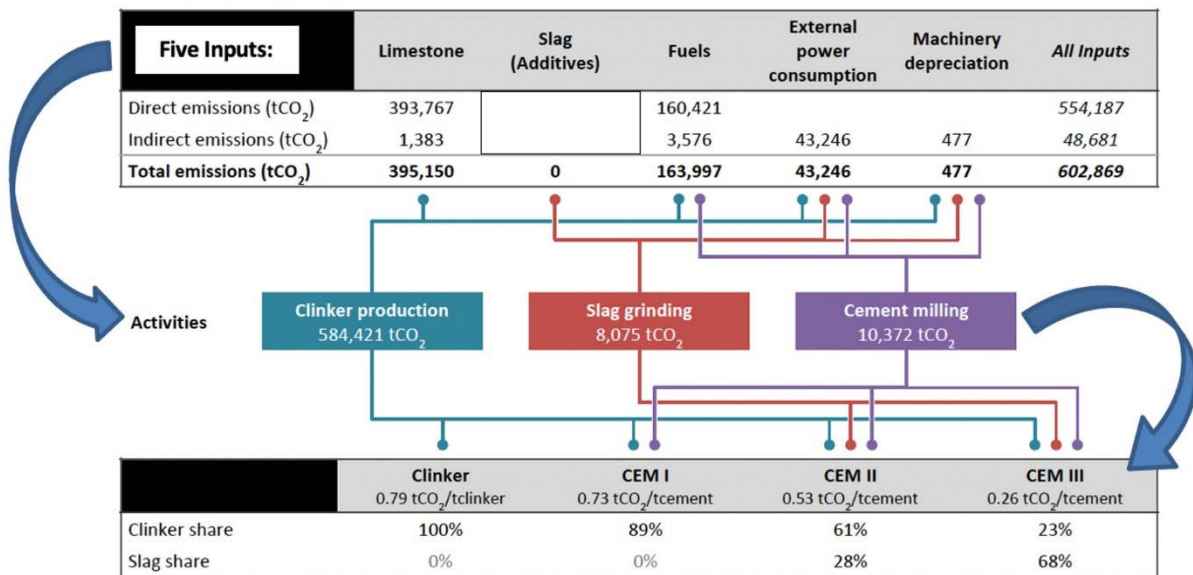 Five Inputs:
Limestone
Slag
(Additives)
Fuels
External
power
consumption
Machinery
depreciation
All Inputs
Direct emissions (tCO₂) 393,767 160,421 554,187
Indirect emissions (tCO₂) 1,383 3,576 43,246 477 48,681
Total emissions (tCO₂) 395,150 0 163,997 43,246 477 602,869
Activities
Clinker production
584,421 tCO₂
Slag grinding
8,075 tCO₂
Cement milling
10,372 tCO₂
Clinker
0.79 tCO₂/tclinker
CEM I
0.73 tCO₂/tcement
CEM II
0.53 tCO₂/tcement
CEM III
0.26 tCO₂/tcement
Clinker share 100% 89% 61% 23%
Slag share 0% 0% 28% 68%